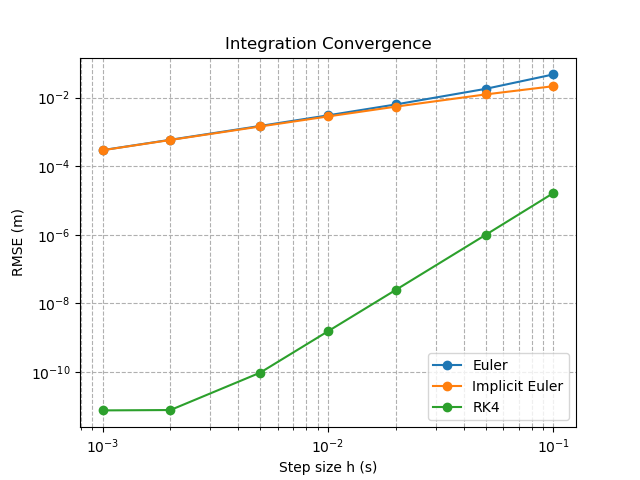 Integration Convergence
RMSE (m)
10⁻²
10⁻⁴
10⁻⁶
10⁻⁸
10⁻¹⁰
10⁻³
10⁻²
10⁻¹
Step size h (s)
Euler
Implicit Euler
RK4